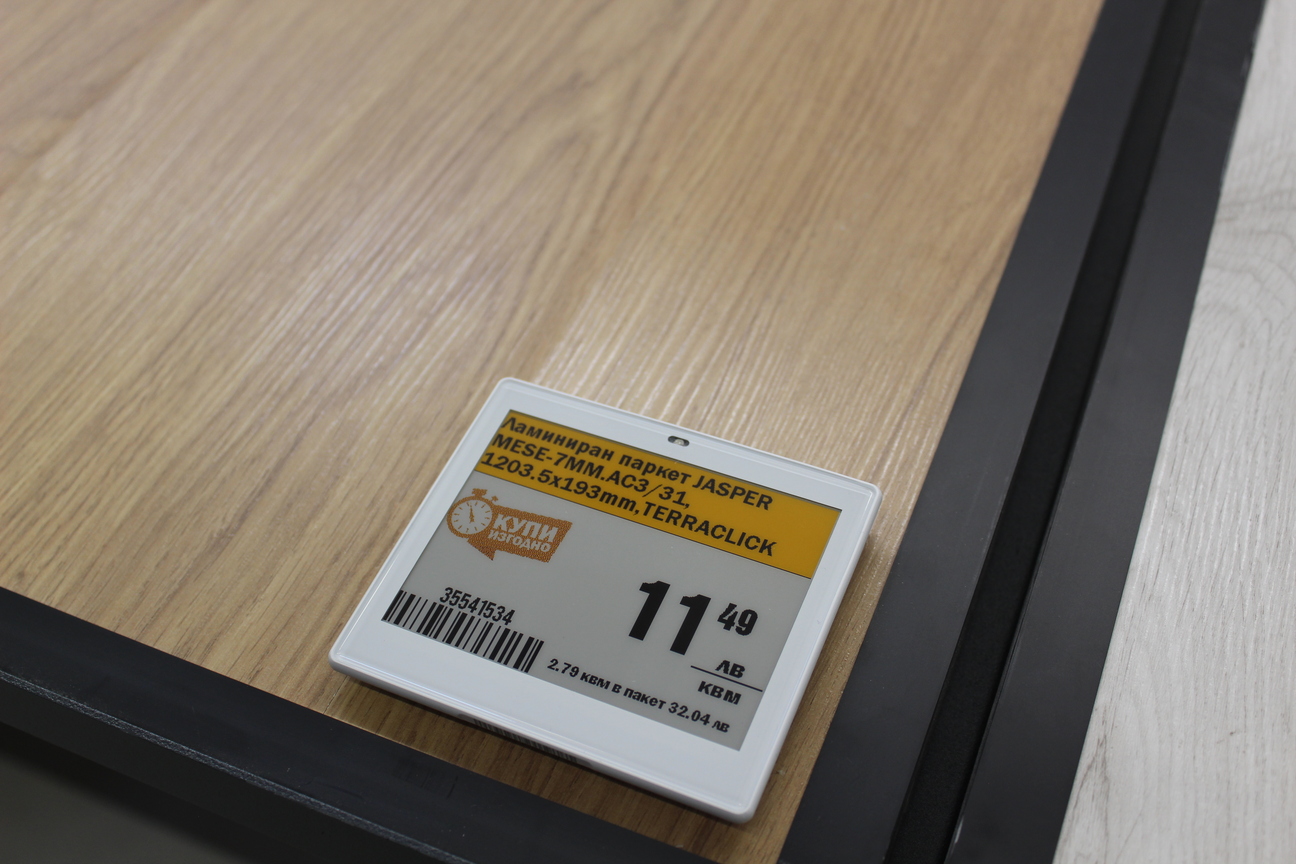 Ламиниран паркет JASPER
MESE-7MM.AC3/31,
1203.5x193mm,TERRACLICK
КУПИ
ИЗГОДНО
11 49
ЛВ
КВМ
35541534
2.79 КВМ в пакет 32.04 лв